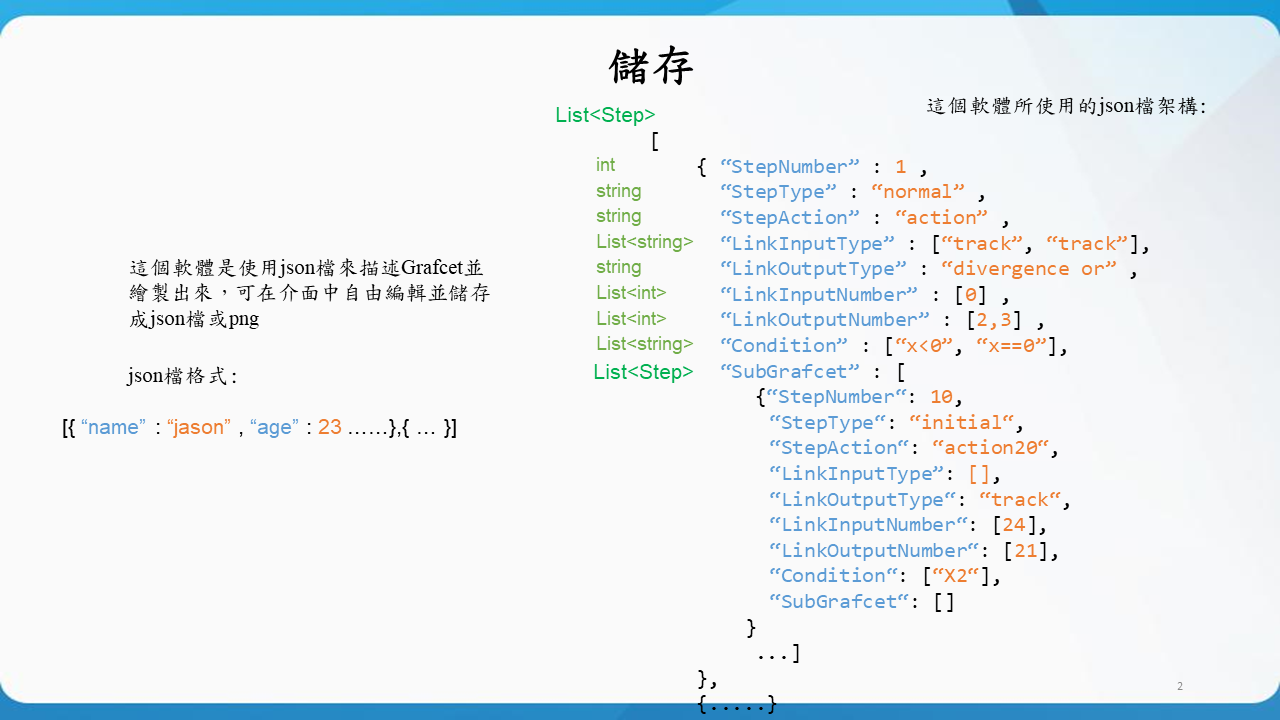 儲存
這個軟體是使用json檔來描述Grafcet並
繪製出來，可在介面中自由編輯並儲存
成json檔或png
json檔格式:
[{ “name” : “jason” , “age” : 23 ……},{ … }]
這個軟體所使用的json檔架構:
List<Step>
[
int { “StepNumber” : 1 ,
string “StepType” : “normal” ,
string “StepAction” : “action” ,
List<string> “LinkInputType” : [“track”, “track”],
string “LinkOutputType” : “divergence or” ,
List<int> “LinkInputNumber” : [0] ,
List<int> “LinkOutputNumber” : [2,3] ,
List<string> “Condition” : [“x<0”, “x==0”],
List<Step> “SubGrafcet” : [
{“StepNumber“: 10,
“StepType“: “initial“,
“StepAction“: “action20“,
“LinkInputType”: [],
“LinkOutputType“: “track“,
“LinkInputNumber“: [24],
“LinkOutputNumber“: [21],
“Condition“: [“X2“],
“SubGrafcet“: []
}
...]
},
{.....}
2